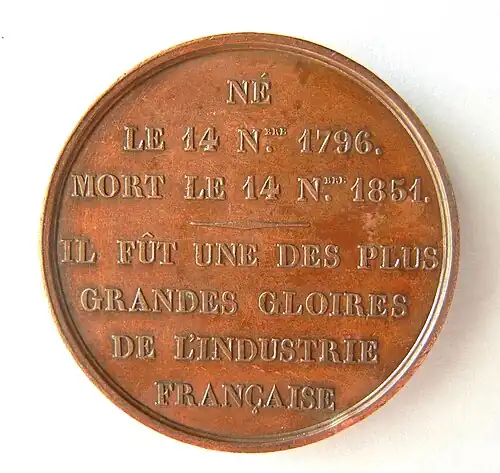 NÉ
LE 14 N.BRE 1796.
MORT LE 14 N.BRE 1851.
IL FÛT UNE DES PLUS
GRANDES GLOIRES
DE L'INDUSTRIE
FRANÇAISE